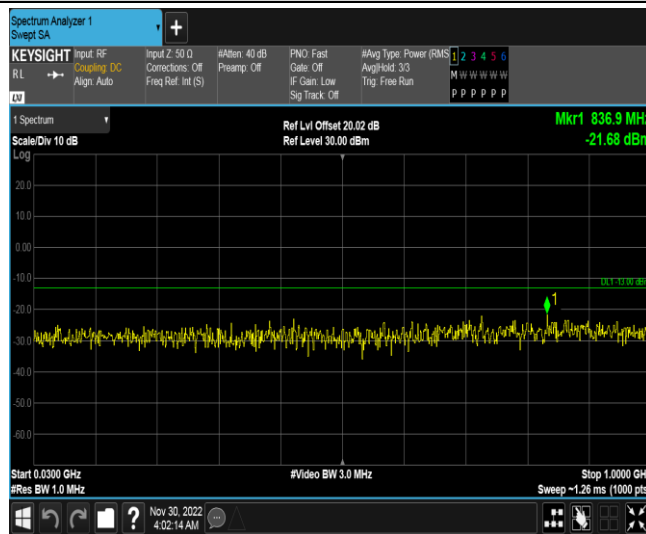 Spectrum Analyzer 1
Swept SA
KEYSIGHT
RL
Input: RF
Coupling: DC
Align: Auto
Input Z: 50 Ω
Corrections: Off
Freq Ref: Int (S)
#Atten: 40 dB
Preamp: Off
PNO: Fast
Gate: Off
IF Gain: Low
Sig Track: Off
#Avg Type: Power (RMS
Avg|Hold: 3/3
Trig: Free Run
1 2 3 4 5 6
M W W W W W
P P P P P P
1 Spectrum
Scale/Div 10 dB
Log
Ref Lvl Offset 20.02 dB
Ref Level 30.00 dBm
Mkr1 836.9 MHz
-21.68 dBm
20.0
10.0
0.00
-10.0
DL1 -13.00 dBm
1
-20.0
-30.0
-40.0
-50.0
-60.0
Start 0.0300 GHz
#Res BW 1.0 MHz
#Video BW 3.0 MHz
Stop 1.0000 GH
Sweep ~1.26 ms (1000 pts
Nov 30, 2022
4:02:14 AM